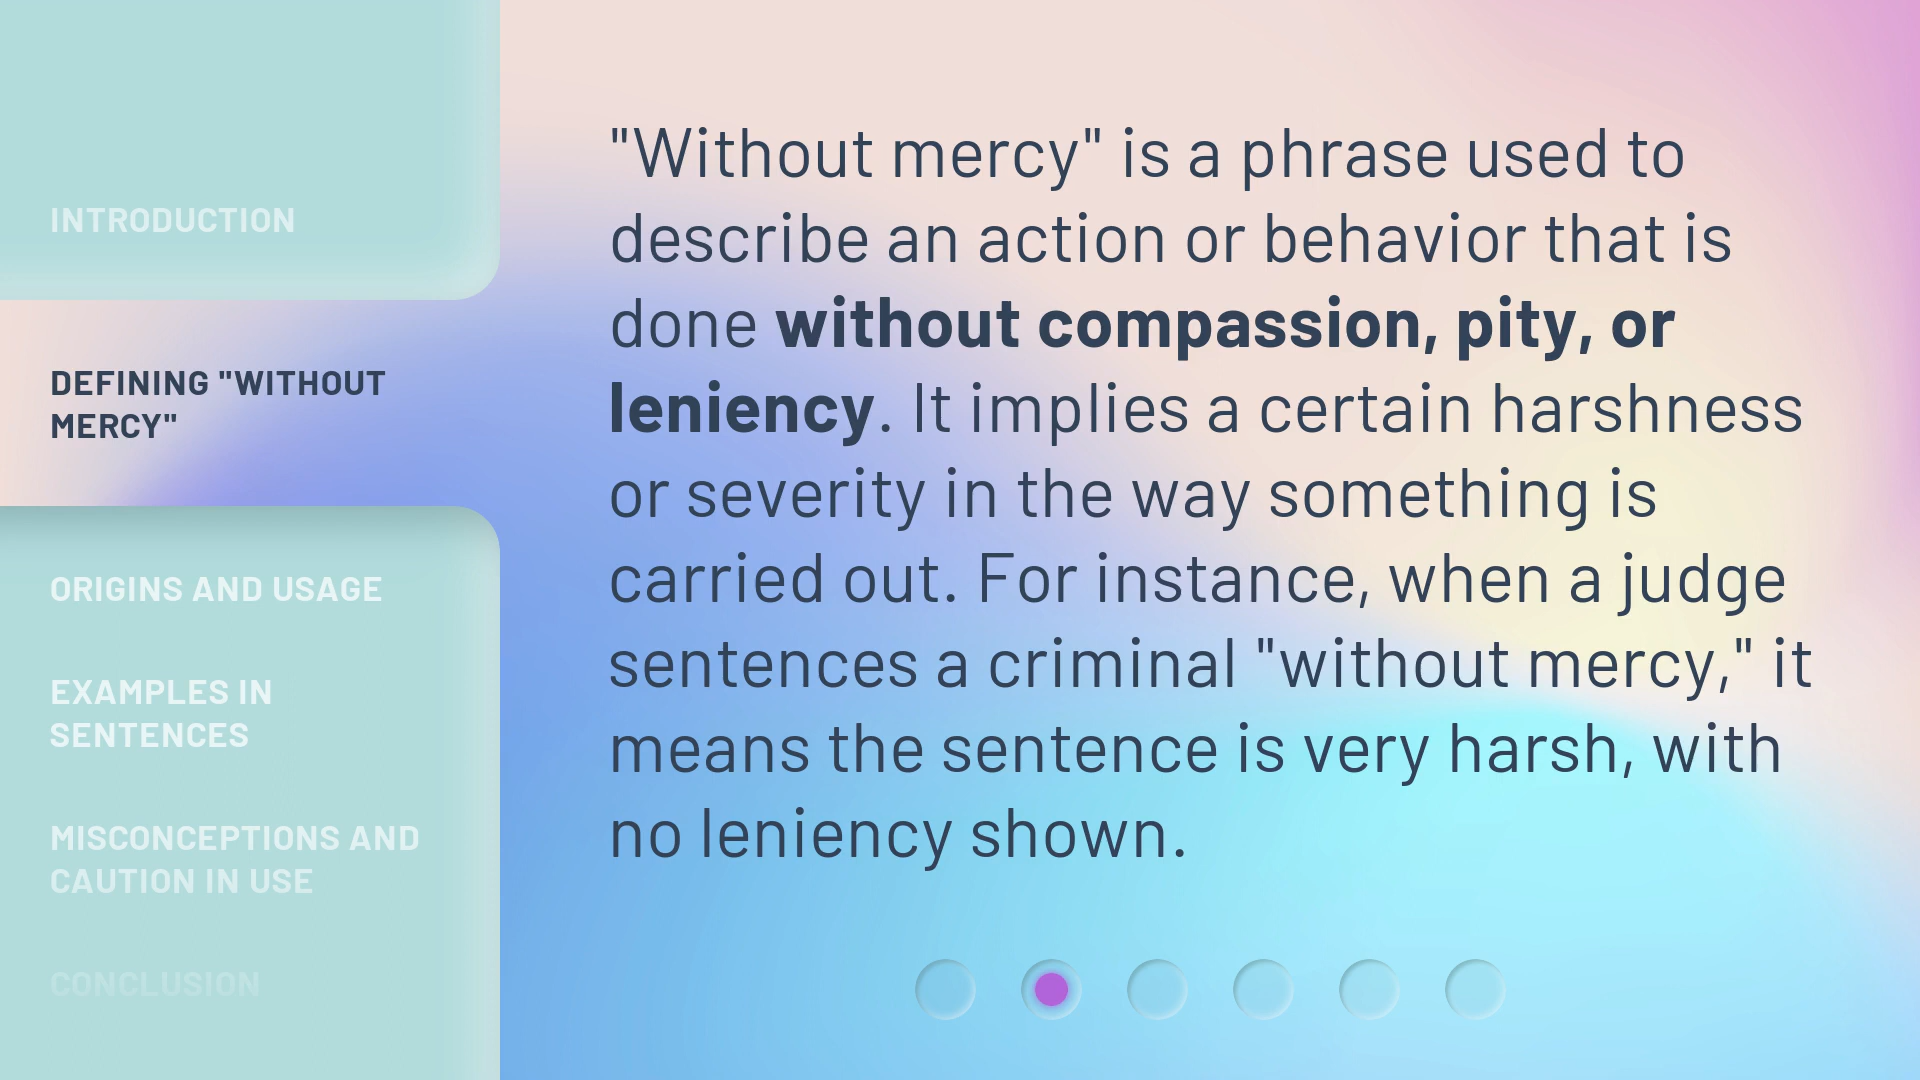 INTRODUCTION
DEFINING "WITHOUT
MERCY"
ORIGINS AND USAGE
EXAMPLES IN
SENTENCES
MISCONCEPTIONS AND
CAUTION IN USE
CONCLUSION
"Without mercy" is a phrase used to
describe an action or behavior that is
done without compassion, pity, or
leniency. It implies a certain harshness
or severity in the way something is
carried out. For instance, when a judge
sentences a criminal "without mercy," it
means the sentence is very harsh, with
no leniency shown.